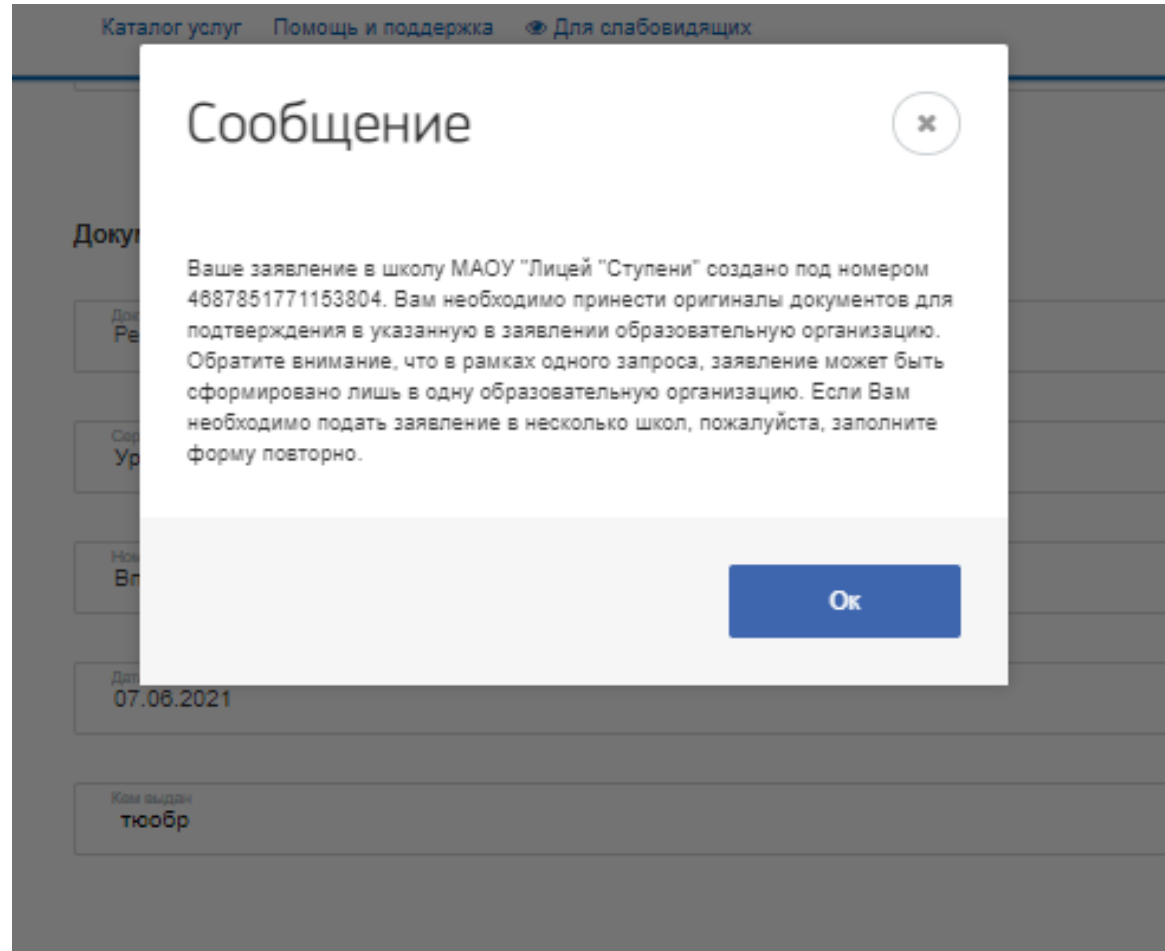 Каталог услуг Помощь и поддержка Для слабовидящих
Сообщение
Ваше заявление в школу МАОУ "Лицей "Ступени" создано под номером
4687851771153804. Вам необходимо принести оригиналы документов для
подтверждения в указанную в заявлении образовательную организацию.
Обратите внимание, что в рамках одного запроса, заявление может быть
сформировано лишь в одну образовательную организацию. Если Вам
необходимо подать заявление в несколько школ, пожалуйста, заполните
форму повторно.
Ок
07.06.2021
Кем выдан
тюобр